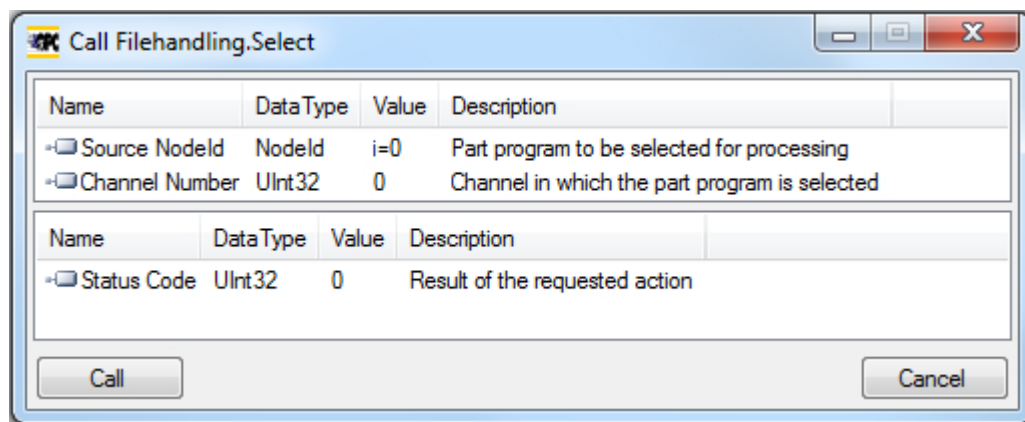 OPC Call Filehandling.Select
Name DataType Value Description
Source NodeId NodeId i=0 Part program to be selected for processing
Channel Number UInt32 0 Channel in which the part program is selected
Name DataType Value Description
Status Code UInt32 0 Result of the requested action
Call Cancel